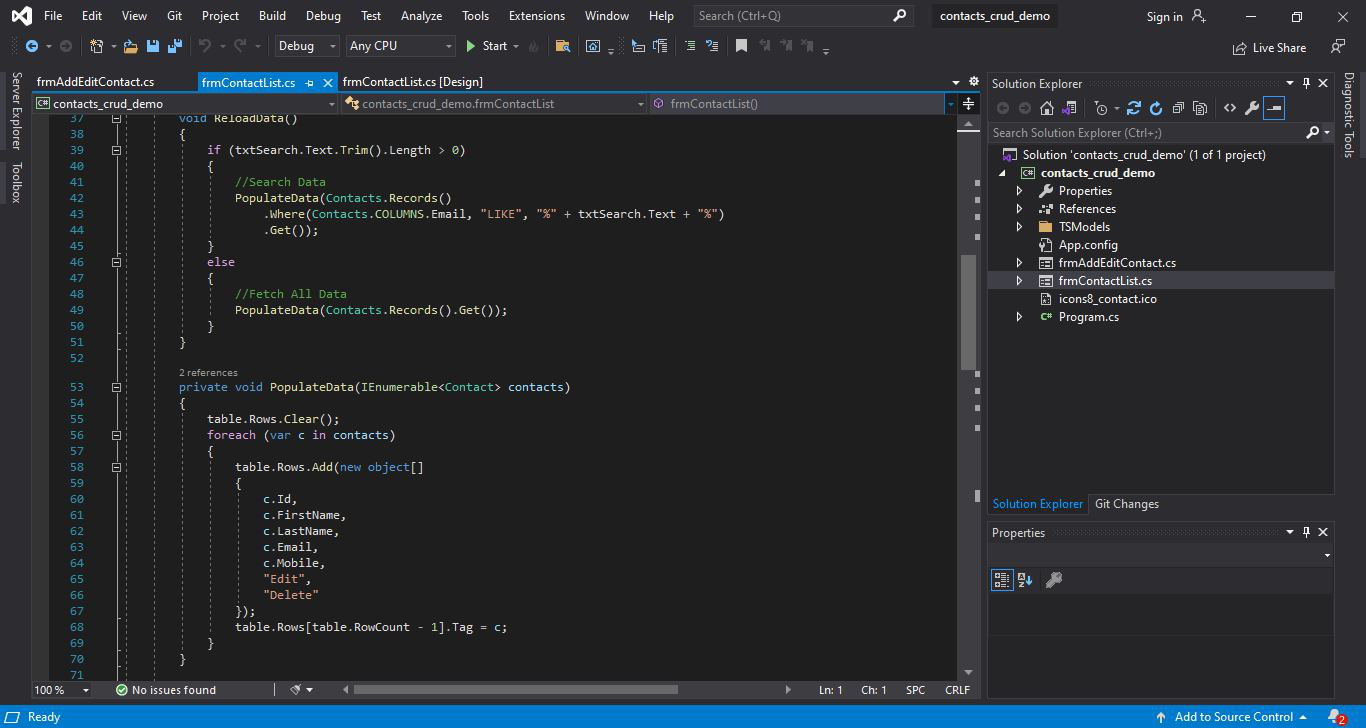 File Edit View Git Project Build Debug Test Analyze Tools Extensions Window Help Search (Ctrl+Q) contacts_crud_demo Sign in
Debug Any CPU Start Live Share
Server Explorer
Toolbox
frmAddEditContact.cs frmContactList.cs frmContactList.cs [Design]
C# contacts_crud_demo contacts_crud_demo.frmContactList frmContactList()
37 void ReloadData()
38 {
39 if (txtSearch.Text.Trim().Length > 0)
40 {
41 //Search Data
42 PopulateData(Contacts.Records()
43 .Where(Contacts.COLUMNS.Email, "LIKE", "%" + txtSearch.Text + "%")
44 .Get());
45 }
46 else
47 {
48 //Fetch All Data
49 PopulateData(Contacts.Records().Get());
50 }
51 }
52
2 references
53 private void PopulateData(IEnumerable<Contact> contacts)
54 {
55 table.Rows.Clear();
56 foreach (var c in contacts)
57 {
58 table.Rows.Add(new object[]
59 {
60 c.Id,
61 c.FirstName,
62 c.LastName,
63 c.Email,
64 c.Mobile,
65 "Edit",
66 "Delete"
67 });
68 table.Rows[table.RowCount - 1].Tag = c;
69 }
70 }
71
100 % No issues found Ln: 1 Ch: 1 SPC CRLF
Solution Explorer
Search Solution Explorer (Ctrl+;)
Solution 'contacts_crud_demo' (1 of 1 project)
C# contacts_crud_demo
Properties
References
TSModels
App.config
frmAddEditContact.cs
frmContactList.cs
icons8_contact.ico
C# Program.cs
Solution Explorer Git Changes
Properties
Diagnostic Tools
Ready Add to Source Control 2